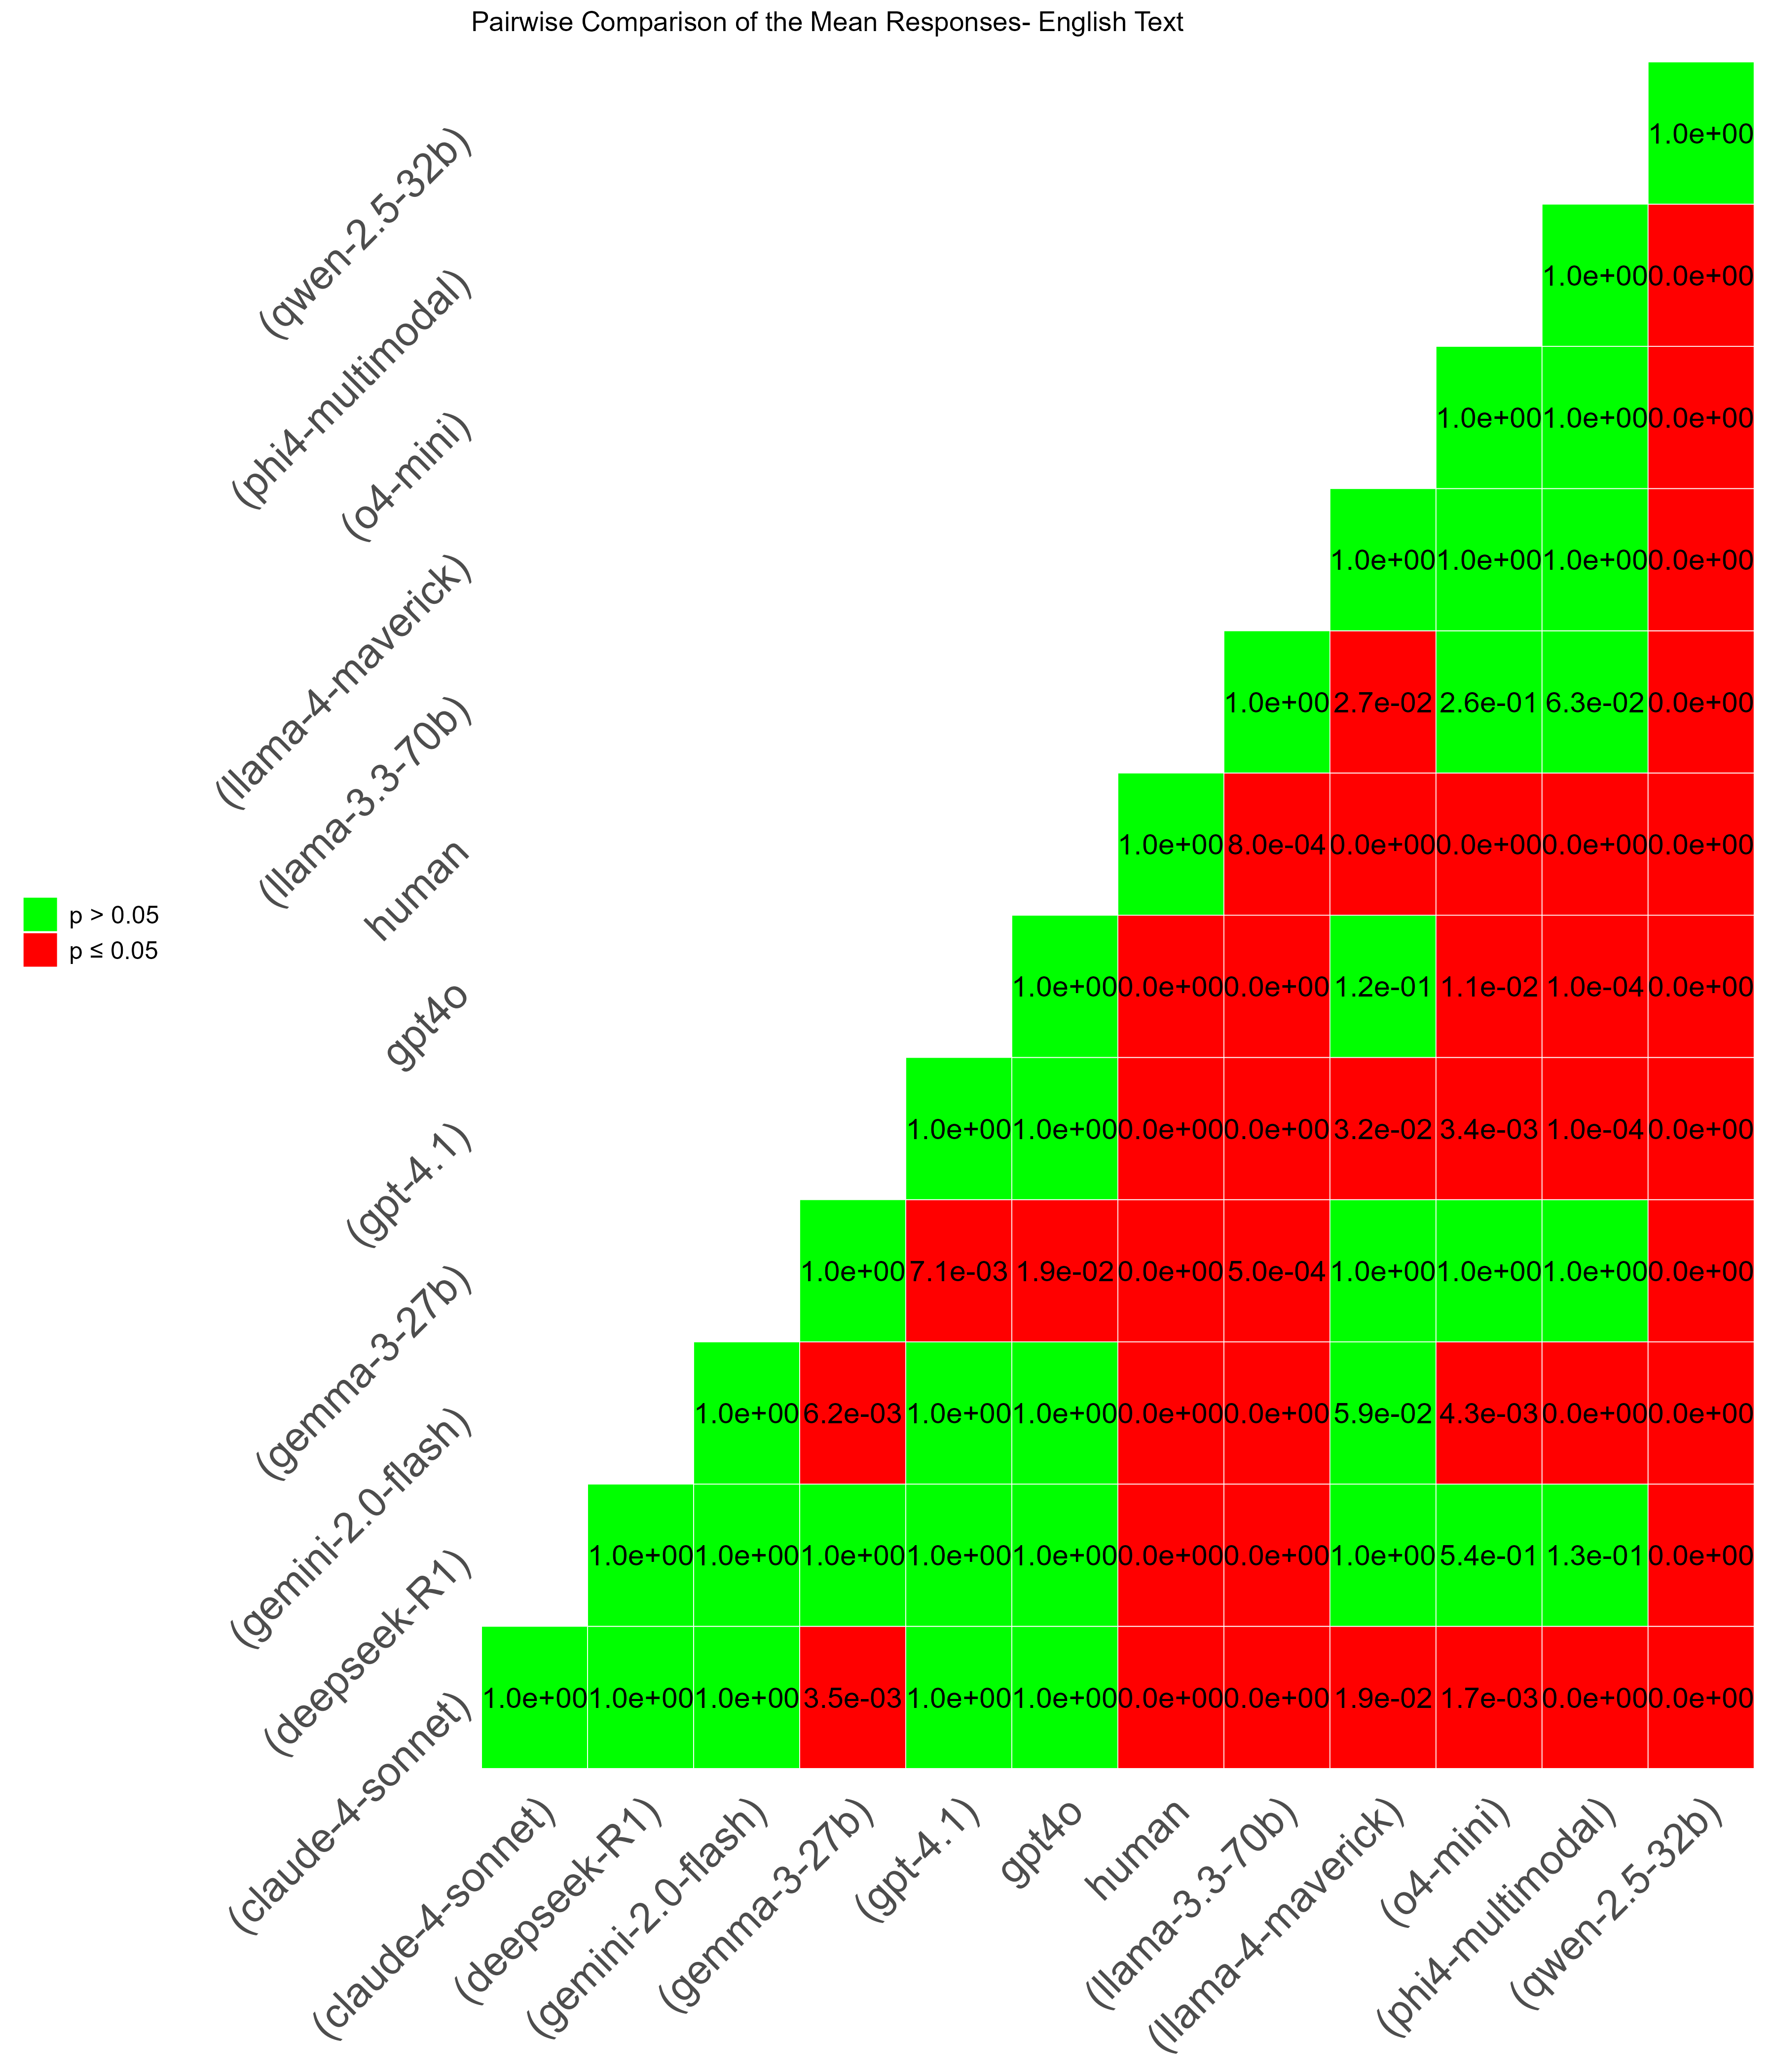 Pairwise Comparison of the Mean Responses- English Text
(qwen-2.5-32b) 1.0e+00
(phi4-multimodal) 1.0e+00 0.0e+00
(o4-mini) 1.0e+00 1.0e+00 0.0e+00
(llama-4-maverick) 1.0e+00 1.0e+00 1.0e+00 0.0e+00
(llama-3.3-70b) 1.0e+00 2.7e-02 2.6e-01 6.3e-02 0.0e+00
human 1.0e+00 8.0e-04 0.0e+00 0.0e+00 0.0e+00 0.0e+00
p > 0.05
p ≤ 0.05
gpt4o 1.0e+00 0.0e+00 0.0e+00 1.2e-01 1.1e-02 1.0e-04 0.0e+00
(gpt-4.1) 1.0e+00 1.0e+00 0.0e+00 0.0e+00 3.2e-02 3.4e-03 1.0e-04 0.0e+00
(gemma-3-27b) 1.0e+00 7.1e-03 1.9e-02 0.0e+00 5.0e-04 1.0e+00 1.0e+00 1.0e+00 0.0e+00
(gemini-2.0-flash) 1.0e+00 6.2e-03 1.0e+00 1.0e+00 0.0e+00 0.0e+00 5.9e-02 4.3e-03 0.0e+00 0.0e+00
(deepseek-R1) 1.0e+00 1.0e+00 1.0e+00 1.0e+00 1.0e+00 0.0e+00 0.0e+00 1.0e+00 5.4e-01 1.3e-01 0.0e+00
(claude-4-sonnet) 1.0e+00 1.0e+00 1.0e+00 3.5e-03 1.0e+00 1.0e+00 0.0e+00 0.0e+00 1.9e-02 1.7e-03 0.0e+00 0.0e+00
(claude-4-sonnet)
(deepseek-R1)
(gemini-2.0-flash)
(gemma-3-27b)
(gpt-4.1)
gpt4o
human
(llama-3.3-70b)
(llama-4-maverick)
(o4-mini)
(phi4-multimodal)
(qwen-2.5-32b)